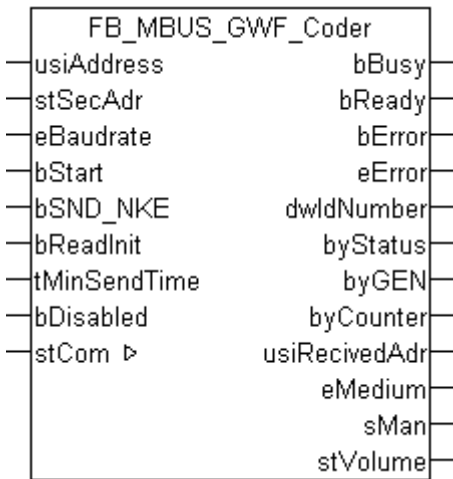 FB_MBUS_GWF_Coder
usiAddress bBusy
stSecAdr bReady
eBaudrate bError
bStart eError
bSND_NKE dwIdNumber
bReadInit byStatus
tMinSendTime byGEN
bDisabled byCounter
stCom ▷ usiRecivedAdr
eMedium
sMan
stVolume